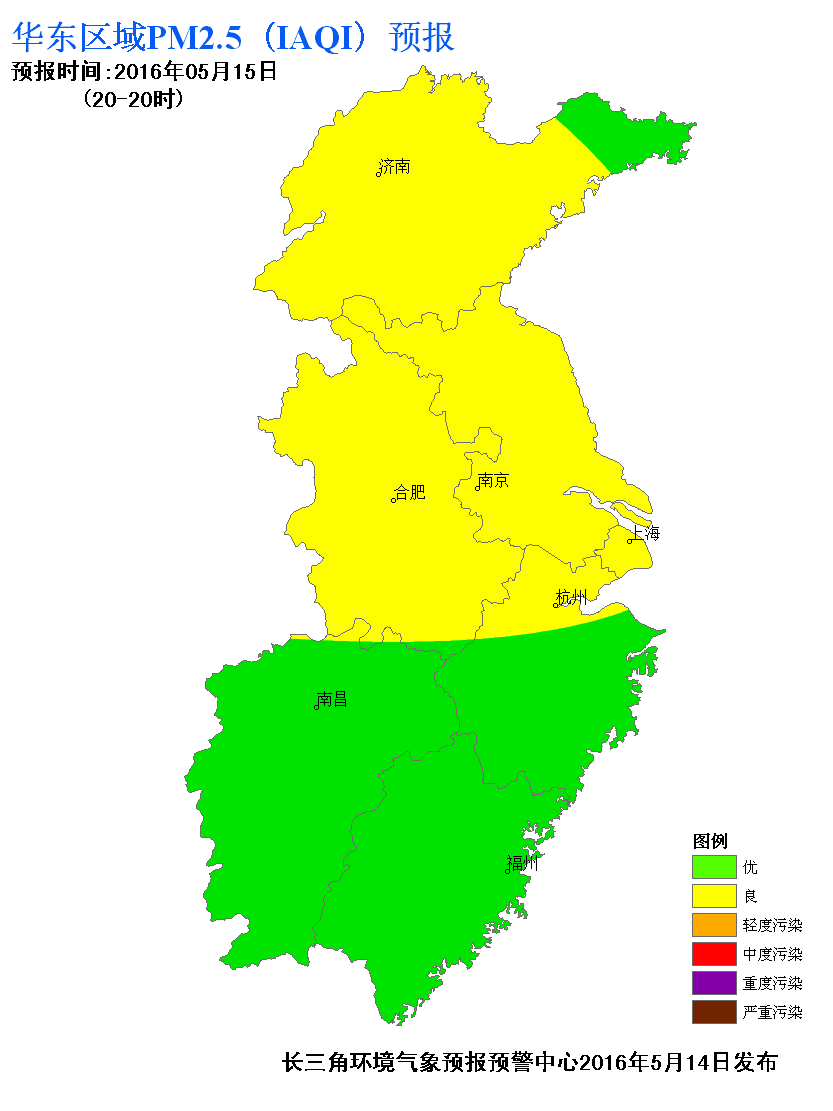 华东区域PM2.5（IAQI）预报
预报时间:2016年05月15日
(20-20时)
济南
南京
合肥
上海
杭州
南昌
福州
图例
优
良
轻度污染
中度污染
重度污染
严重污染
长三角环境气象预报预警中心2016年5月14日发布